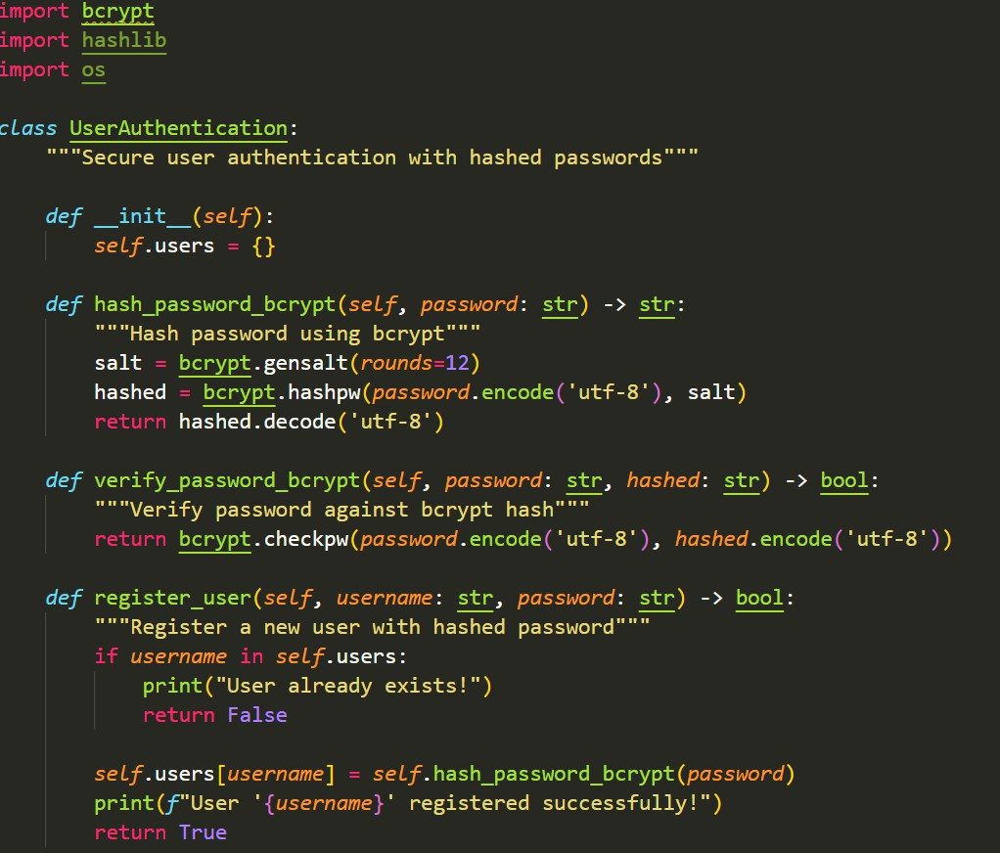 import bcrypt
import hashlib
import os

class UserAuthentication:
    """Secure user authentication with hashed passwords"""

    def __init__(self):
        self.users = {}

    def hash_password_bcrypt(self, password: str) -> str:
        """Hash password using bcrypt"""
        salt = bcrypt.gensalt(rounds=12)
        hashed = bcrypt.hashpw(password.encode('utf-8'), salt)
        return hashed.decode('utf-8')

    def verify_password_bcrypt(self, password: str, hashed: str) -> bool:
        """Verify password against bcrypt hash"""
        return bcrypt.checkpw(password.encode('utf-8'), hashed.encode('utf-8'))

    def register_user(self, username: str, password: str) -> bool:
        """Register a new user with hashed password"""
        if username in self.users:
            print("User already exists!")
            return False

        self.users[username] = self.hash_password_bcrypt(password)
        print(f"User '{username}' registered successfully!")
        return True